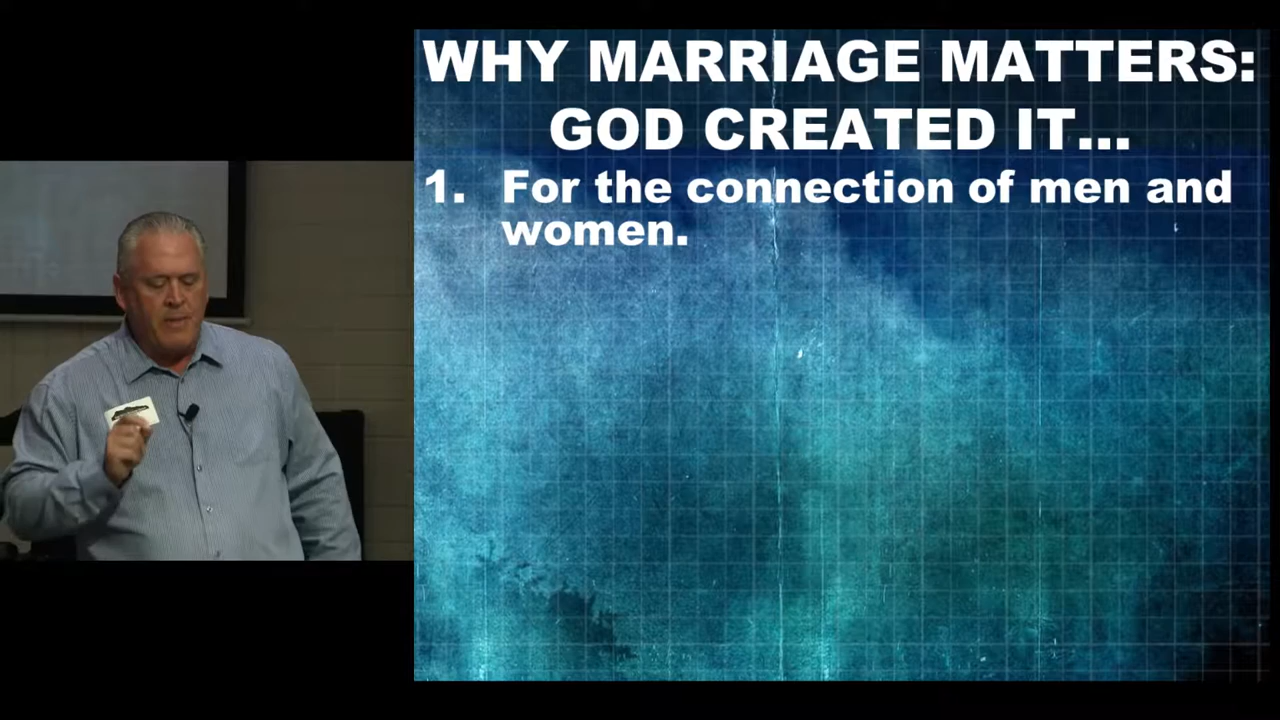 WHY MARRIAGE MATTERS:
GOD CREATED IT...
1. For the connection of men and
women.